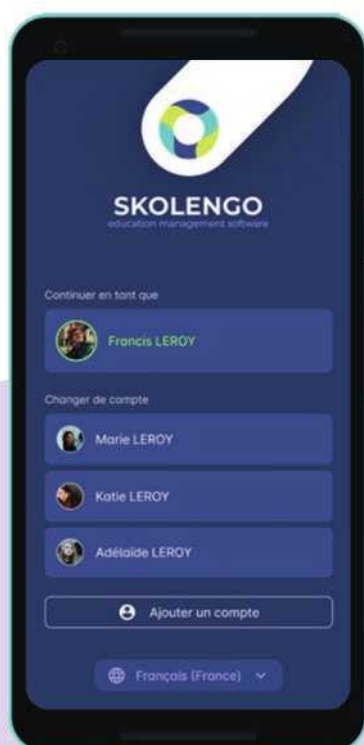 SKOLENGO
education management software
Continuer en tant que
Francis LEROY
Changer de compte
Marie LEROY
Katie LEROY
Adélaïde LEROY
Ajouter un compte
Français (France)